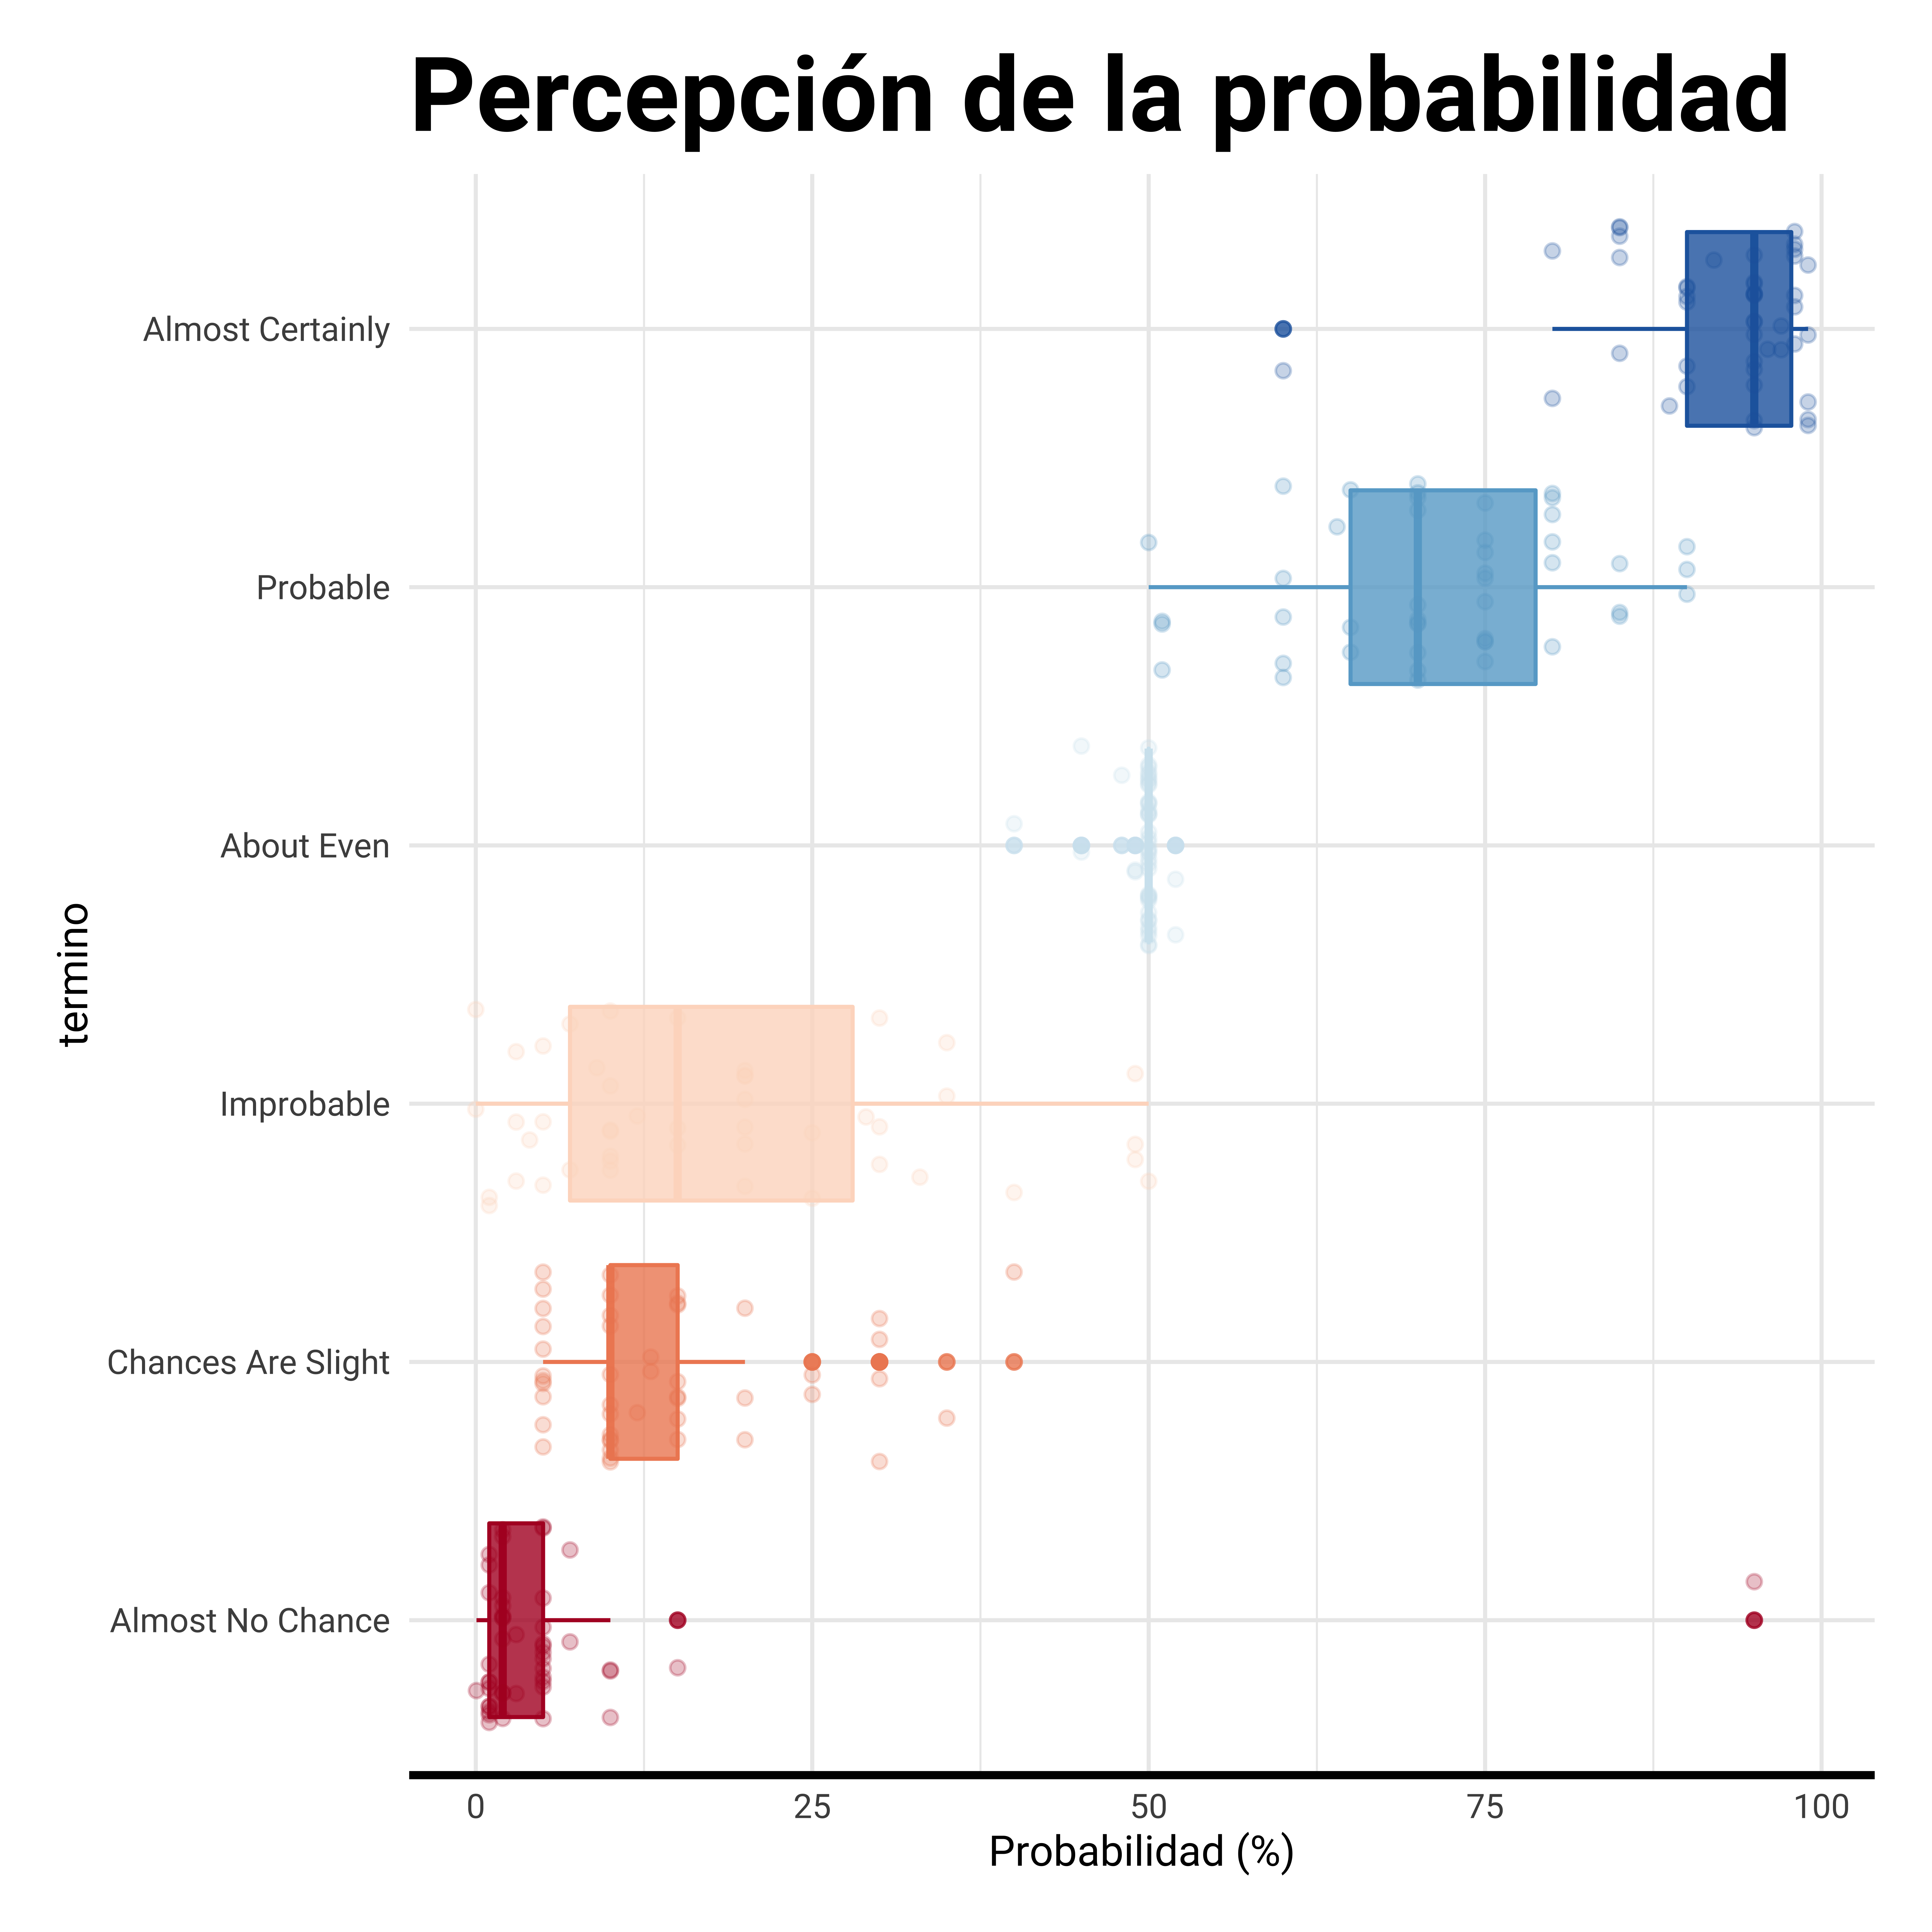 Percepción de la probabilidad
Almost Certainly
Probable
About Even
Improbable
Chances Are Slight
Almost No Chance
termino
0 25 50 75 100
Probabilidad (%)